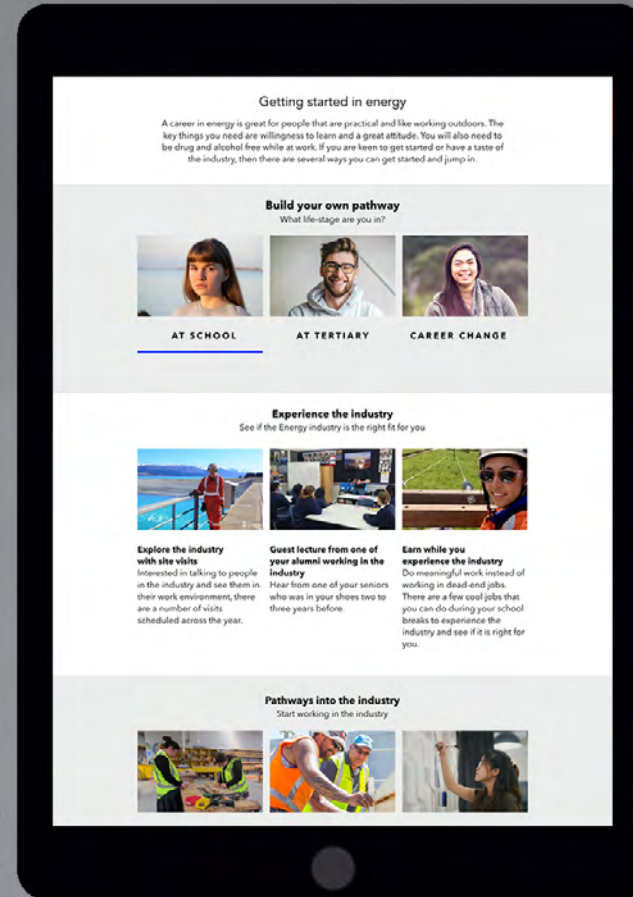 Getting started in energy
A career in energy is great for people that are practical and like working outdoors. The
key things you need are willingness to learn and a great attitude. You will also need to
be drug and alcohol free while at work. If you are keen to get started or have a taste of
the industry, then there are several ways you can get started and jump in.
Build your own pathway
What life-stage are you in?
AT SCHOOL
AT TERTIARY
CAREER CHANGE
Experience the industry
See if the Energy industry is the right fit for you
Explore the industry
with site visits
Interested in talking to people
in the industry and see them in
their work environment, there
are a number of visits
scheduled across the year.
Guest lecture from one of
your alumni working in the
industry
Hear from one of your seniors
who was in your shoes two to
three years before.
Earn while you
experience the industry
Do meaningful work instead of
working in dead-end jobs.
There are a few cool jobs that
you can do during your school
breaks to experience the
industry and see if it is right for
you.
Pathways into the industry
Start working in the industry